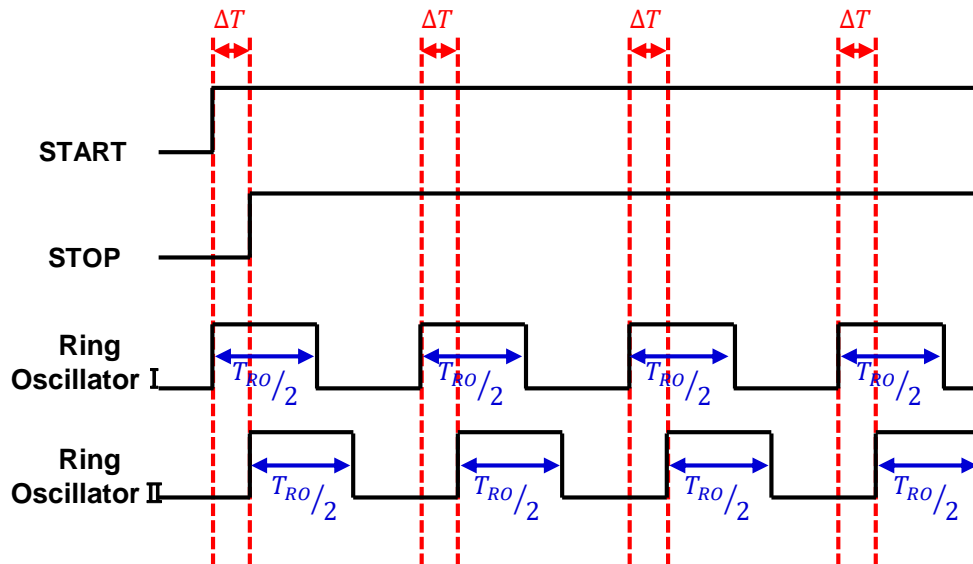 ΔT ΔT ΔT ΔT
START
STOP
Ring
Oscillator Ⅰ
T_RO/2 T_RO/2 T_RO/2 T_RO/2
Ring
Oscillator Ⅱ
T_RO/2 T_RO/2 T_RO/2 T_RO/2